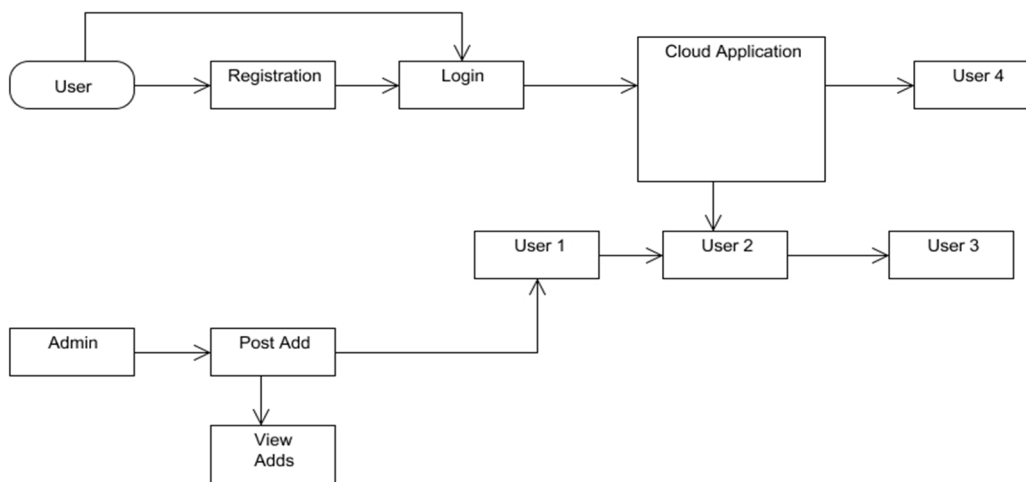 Cloud Application
User
Registration
Login
User 4
User 1
User 2
User 3
Admin
Post Add
View
Adds